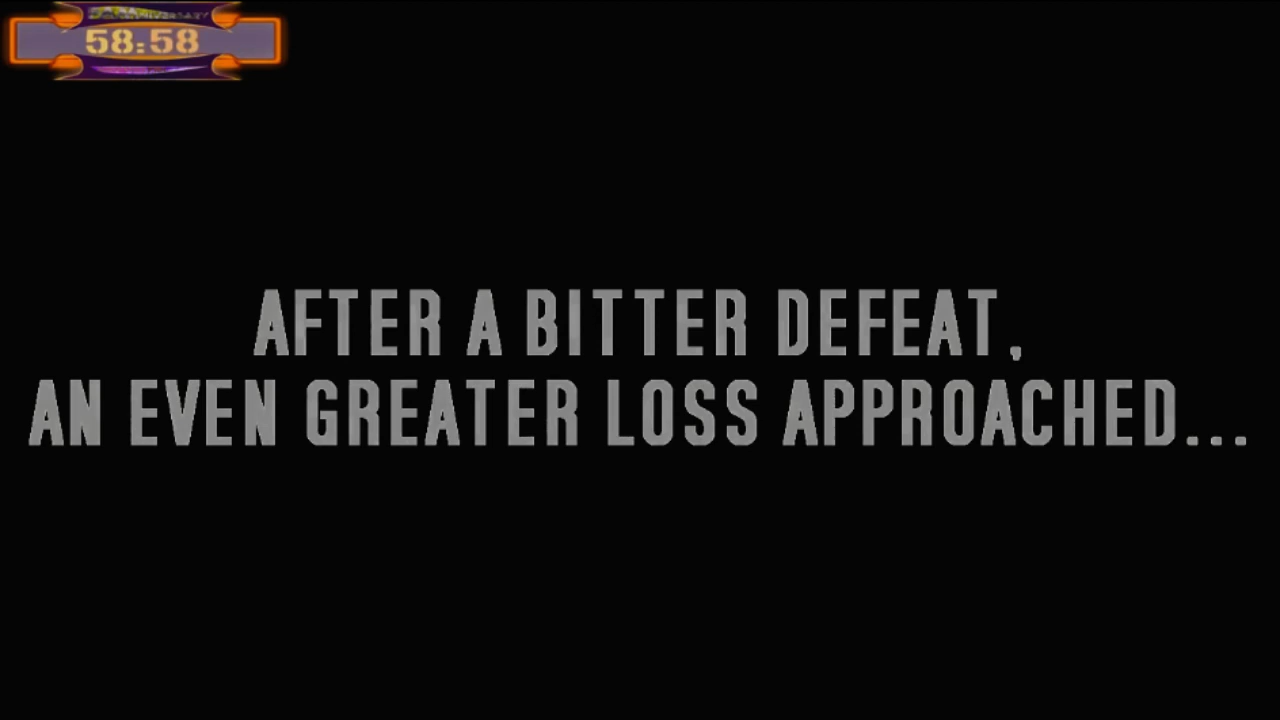 58:58
AFTER A BITTER DEFEAT,
AN EVEN GREATER LOSS APPROACHED...